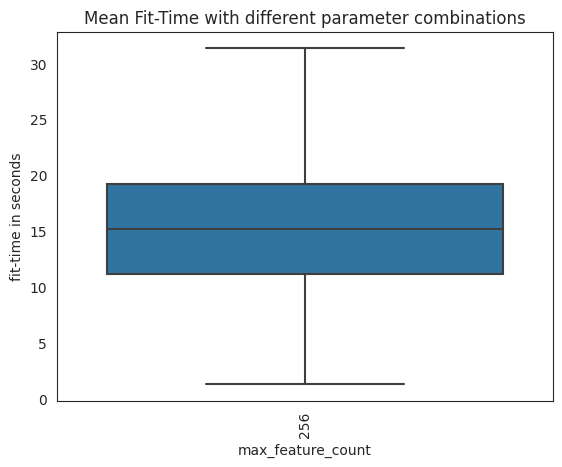 Mean Fit-Time with different parameter combinations
30
25
20
15
10
5
0
fit-time in seconds
256
max_feature_count